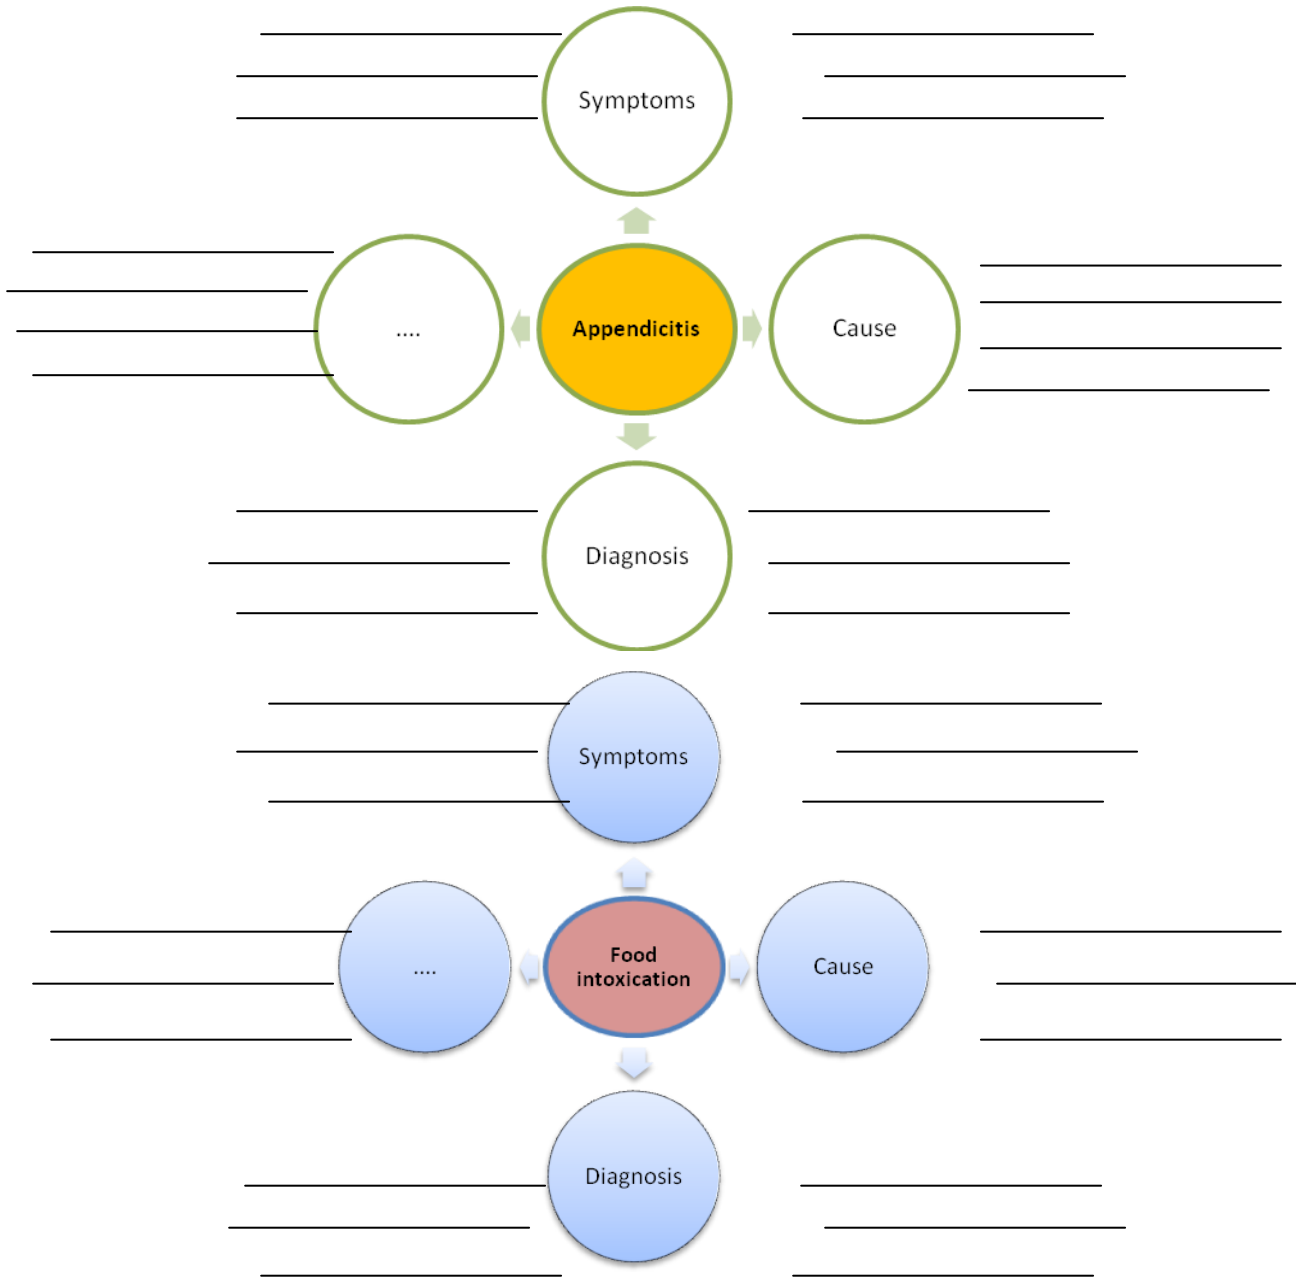 Symptoms
....
Appendicitis
Cause
Diagnosis
Symptoms
....
Food
intoxication
Cause
Diagnosis